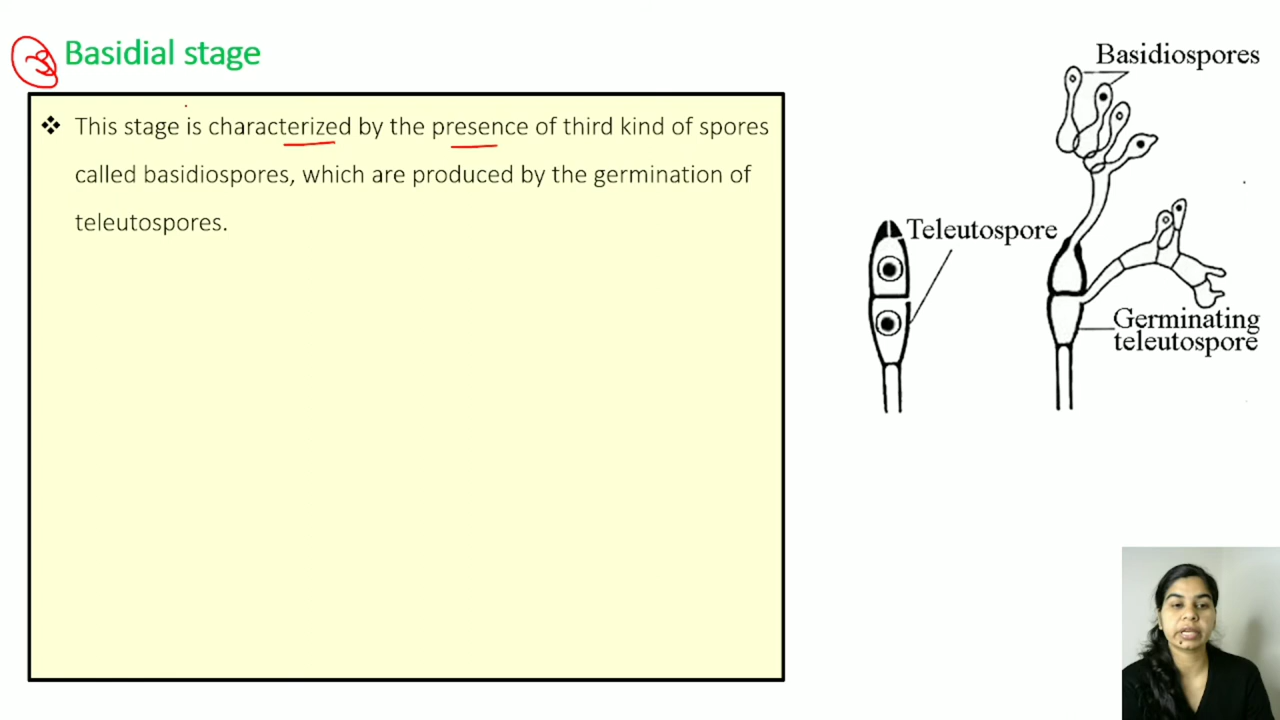 3 Basidial stage
This stage is characterized by the presence of third kind of spores
called basidiospores, which are produced by the germination of
teleutospores.
Basidiospores
Teleutospore
Germinating
teleutospore